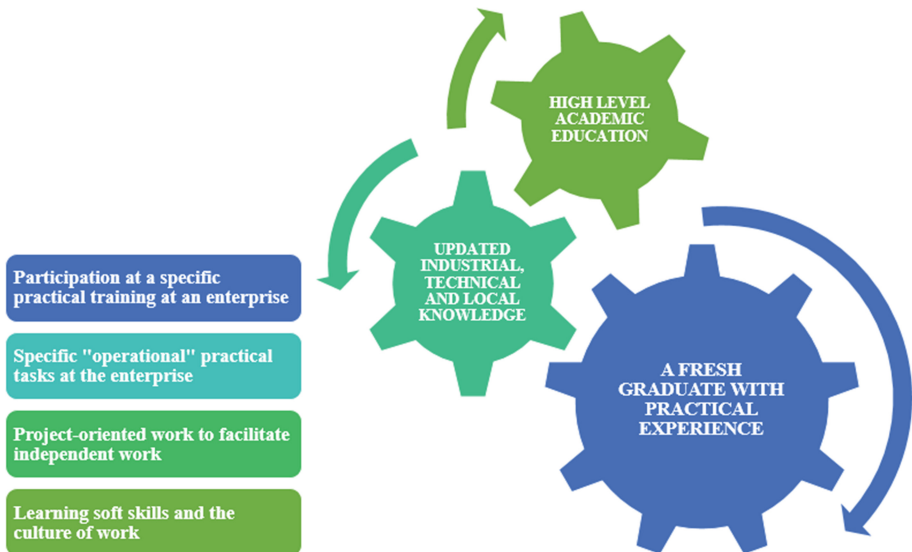 HIGH LEVEL
ACADEMIC
EDUCATION
UPDATED
INDUSTRIAL,
TECHNICAL
AND LOCAL
KNOWLEDGE
A FRESH
GRADUATE WITH
PRACTICAL
EXPERIENCE
Participation at a specific
practical training at an enterprise
Specific "operational" practical
tasks at the enterprise
Project-oriented work to facilitate
independent work
Learning soft skills and the
culture of work